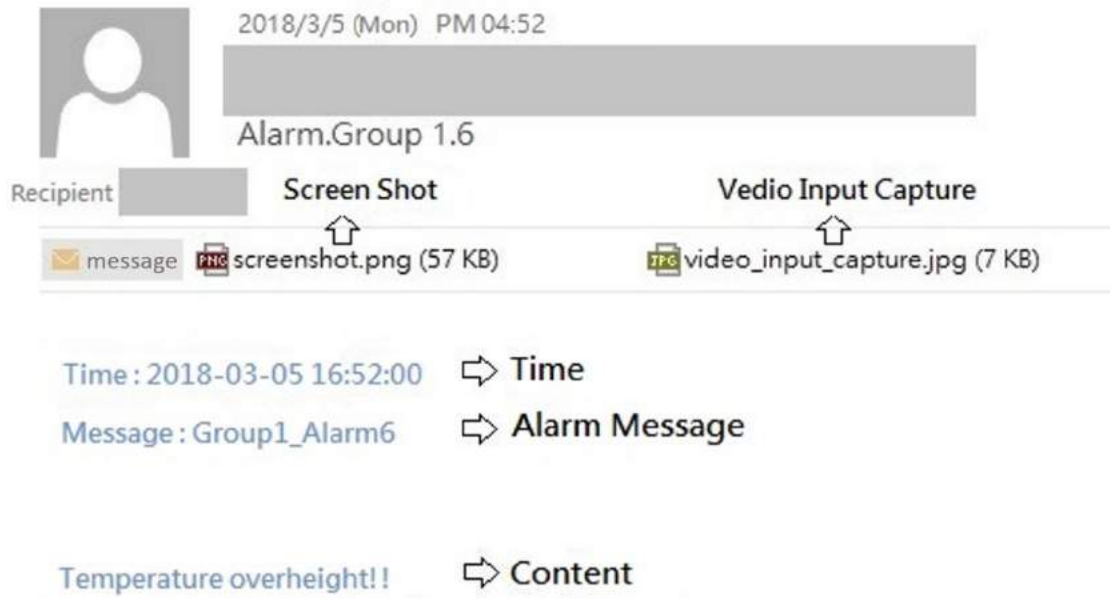 2018/3/5 (Mon) PM 04:52
Alarm.Group 1.6
Recipient
Screen Shot
Vedio Input Capture
message
PNG
screenshot.png (57 KB)
JPG
video_input_capture.jpg (7 KB)
Time : 2018-03-05 16:52:00
Time
Message : Group1_Alarm6
Alarm Message
Temperature overheight!!
Content